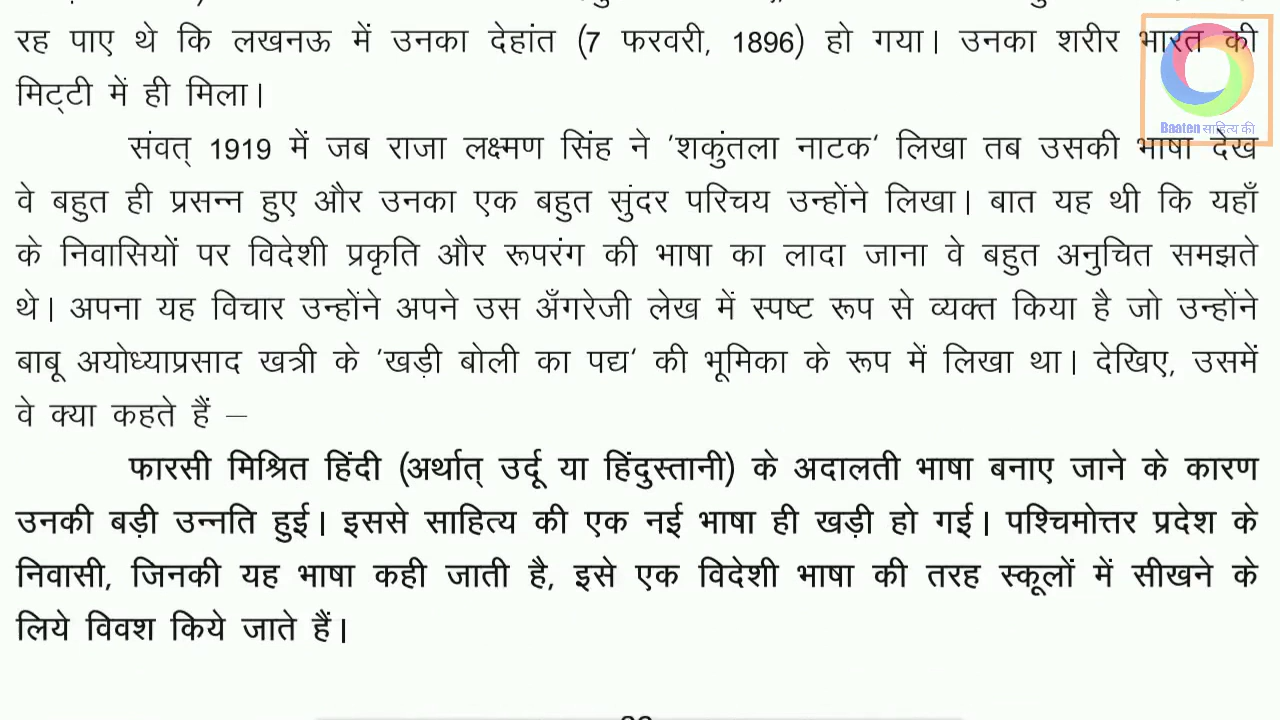 रह पाए थे कि लखनऊ में उनका देहांत (7 फरवरी, 1896) हो गया। उनका शरीर भारत की
मिट्टी में ही मिला।
संवत् 1919 में जब राजा लक्ष्मण सिंह ने 'शकुंतला नाटक' लिखा तब उसकी भाषा देख
वे बहुत ही प्रसन्न हुए और उनका एक बहुत सुंदर परिचय उन्होंने लिखा। बात यह थी कि यहाँ
के निवासियों पर विदेशी प्रकृति और रूपरंग की भाषा का लादा जाना वे बहुत अनुचित समझते
थे। अपना यह विचार उन्होंने अपने उस अँगरेजी लेख में स्पष्ट रूप से व्यक्त किया है जो उन्होंने
बाबू अयोध्याप्रसाद खत्री के 'खड़ी बोली का पद्य' की भूमिका के रूप में लिखा था। देखिए, उसमें
वे क्या कहते हैं –
फारसी मिश्रित हिंदी (अर्थात् उर्दू या हिंदुस्तानी) के अदालती भाषा बनाए जाने के कारण
उनकी बड़ी उन्नति हुई। इससे साहित्य की एक नई भाषा ही खड़ी हो गई। पश्चिमोत्तर प्रदेश के
निवासी, जिनकी यह भाषा कही जाती है, इसे एक विदेशी भाषा की तरह स्कूलों में सीखने के
लिये विवश किये जाते हैं।
Baaten साहित्य की